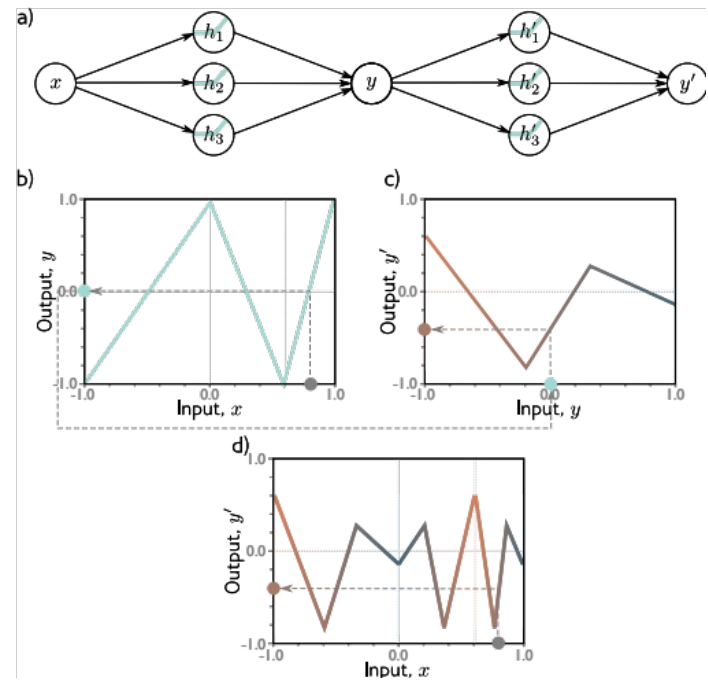 a)
h₁ h′₁
x h₂ y h′₂ y′
h₃ h′₃
b)
1.0
Output, y
0.0
-1.0
-1.0 0.0 1.0
Input, x
c)
1.0
Output, y′
0.0
-1.0
-1.0 0.0 1.0
Input, y
d)
1.0
Output, y′
0.0
-1.0
-1.0 0.0 1.0
Input, x